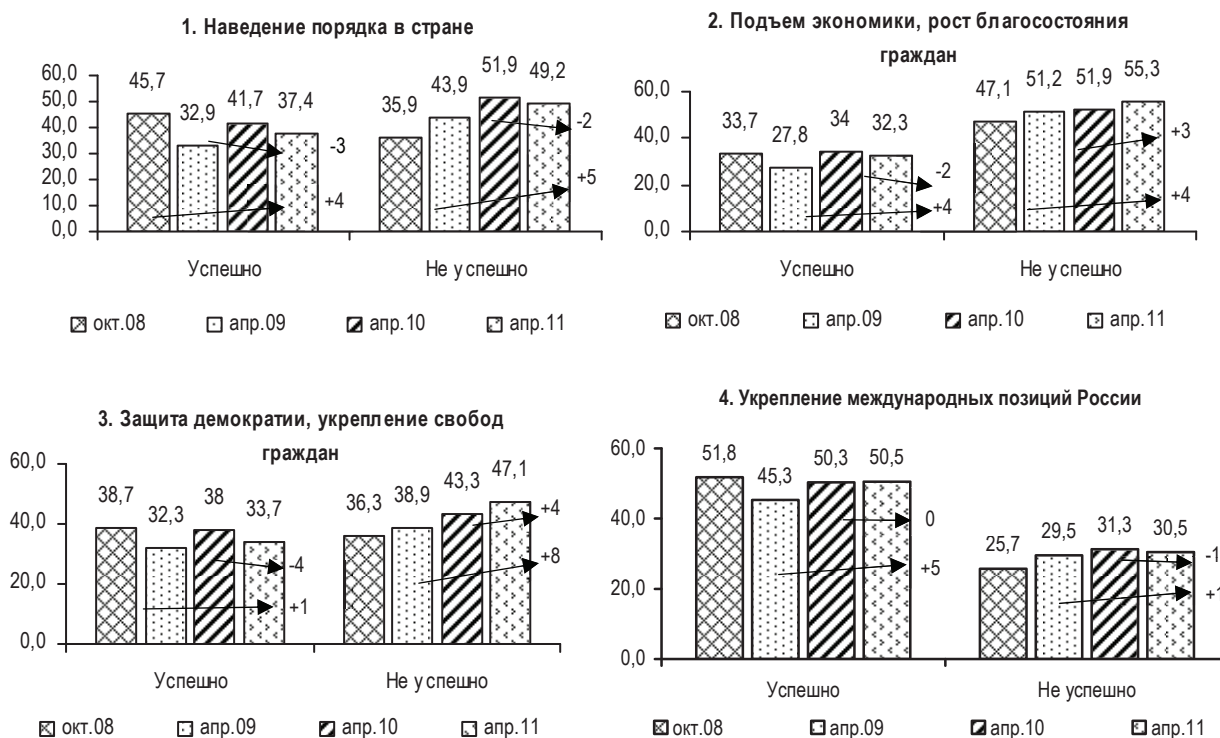 1. Наведение порядка в стране
60,0
50,0
40,0
30,0
20,0
10,0
0,0
45,7 32,9 41,7 37,4
35,9 43,9 51,9 49,2
-3
+4
-2
+5
Успешно Не успешно
окт.08 апр.09 апр.10 апр.11
2. Подъем экономики, рост благосостояния
граждан
60,0
40,0
20,0
0,0
33,7 27,8 34 32,3
47,1 51,2 51,9 55,3
-2
+4
+3
+4
Успешно Не успешно
окт.08 апр.09 апр.10 апр.11
3. Защита демократии, укрепление свобод
граждан
60,0
40,0
20,0
0,0
38,7 32,3 38 33,7
36,3 38,9 43,3 47,1
-4
+1
+4
+8
Успешно Не успешно
окт.08 апр.09 апр.10 апр.11
4. Укрепление международных позиций России
60,0
40,0
20,0
0,0
51,8 45,3 50,3 50,5
25,7 29,5 31,3 30,5
0
+5
-1
+1
Успешно Не успешно
окт.08 апр.09 апр.10 апр.11